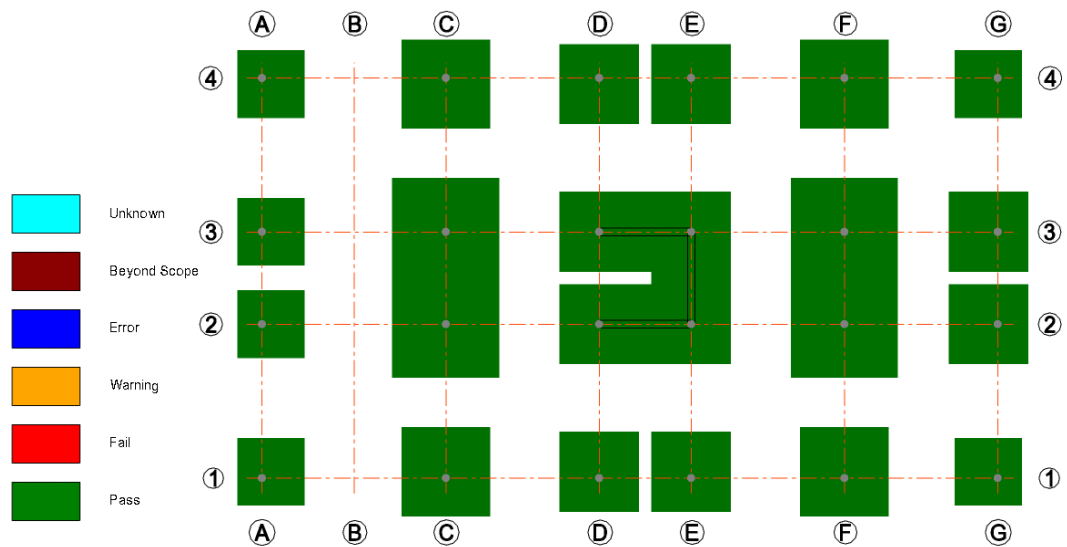 A B C D E F G
4 4
Unknown
3 3
Beyond Scope
Error
2 2
Warning
Fail
1 1
Pass
A B C D E F G